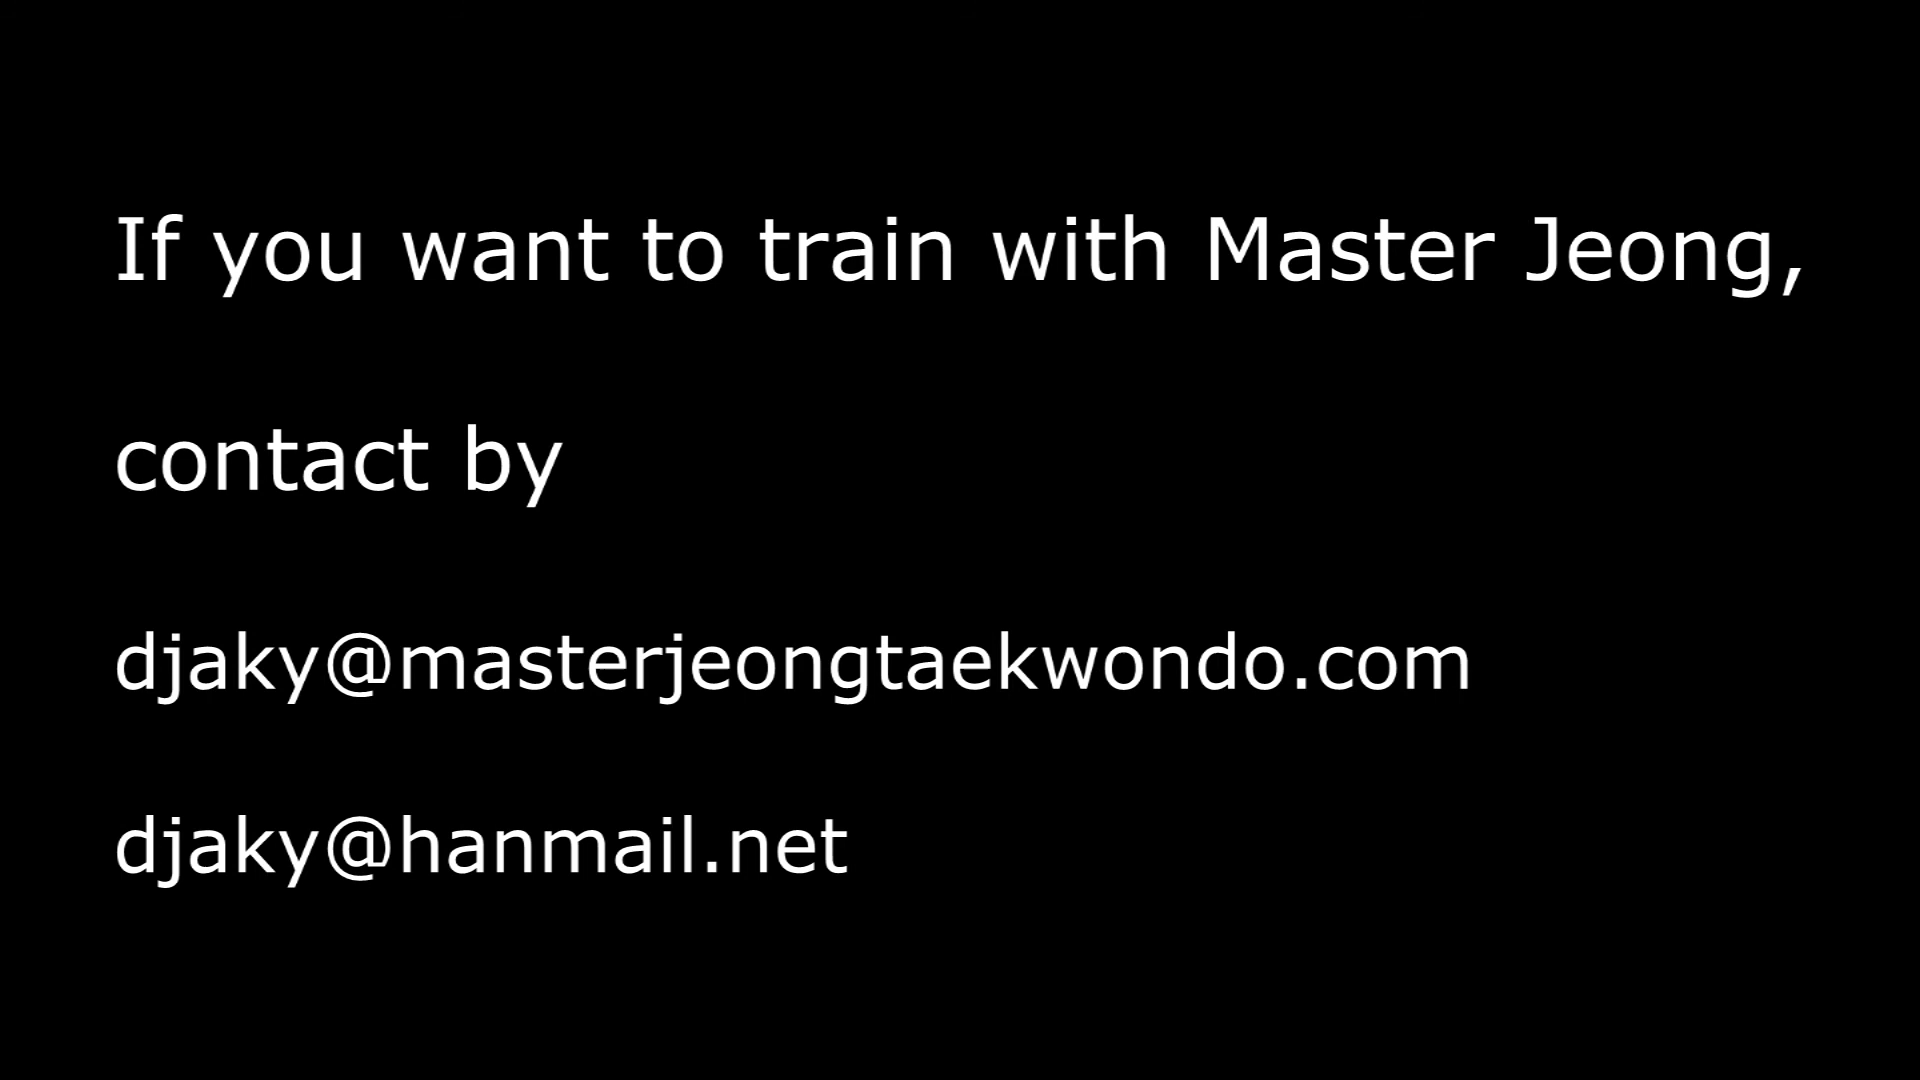 If you want to train with Master Jeong,
contact by
djaky@masterjeongtaekwondo.com
djaky@hanmail.net